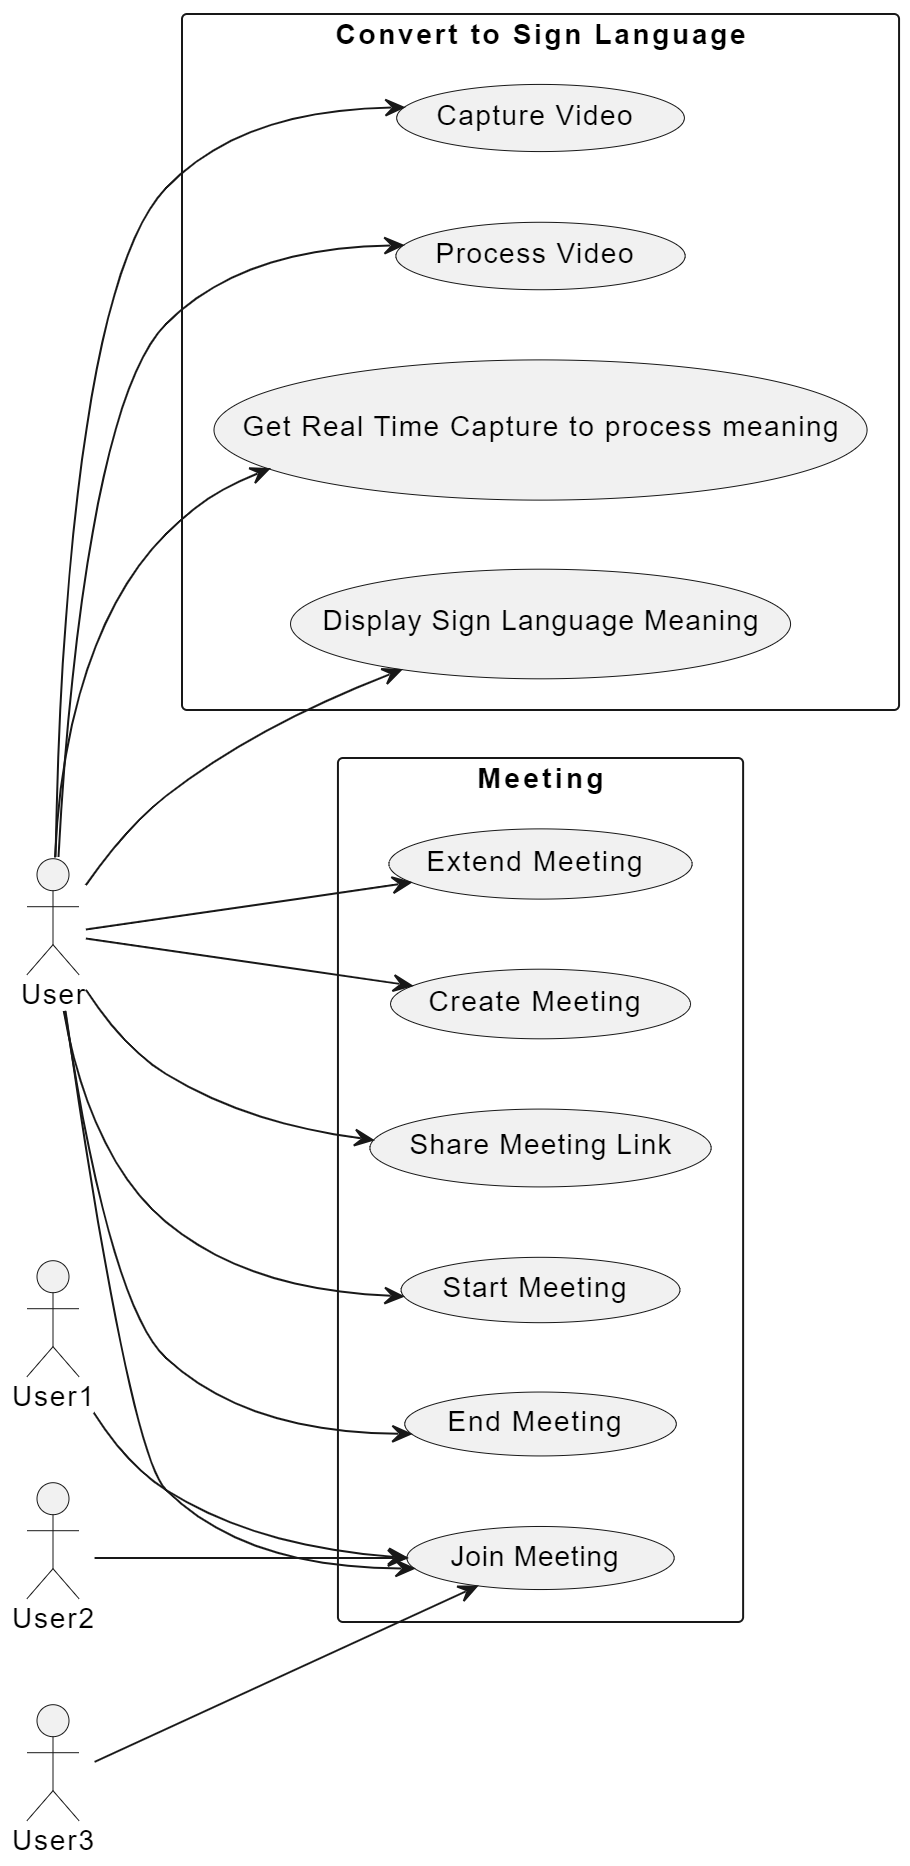 Convert to Sign Language
Capture Video
Process Video
Get Real Time Capture to process meaning
Display Sign Language Meaning
Meeting
Extend Meeting
User
Create Meeting
Share Meeting Link
Start Meeting
User1
End Meeting
Join Meeting
User2
User3